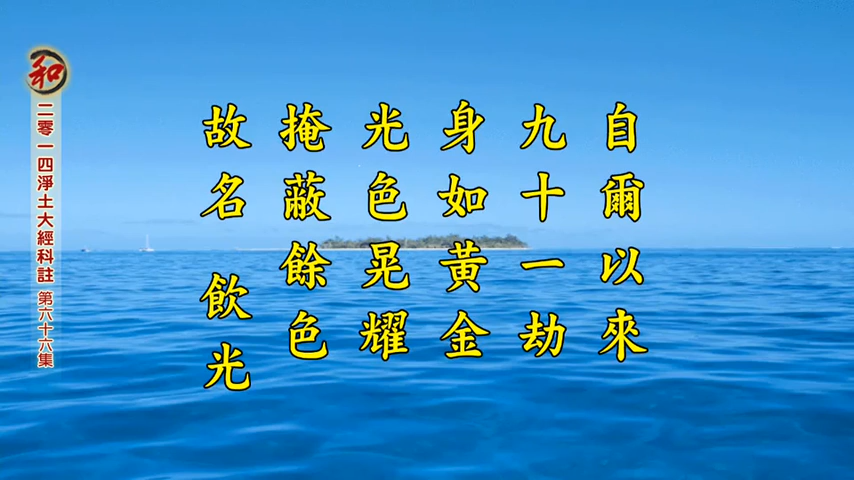 自爾以來
九十一劫
身如黃金
光色晃耀
掩蔽餘色
故名 飲光
和
二零一四淨土大經科註 第六十六集